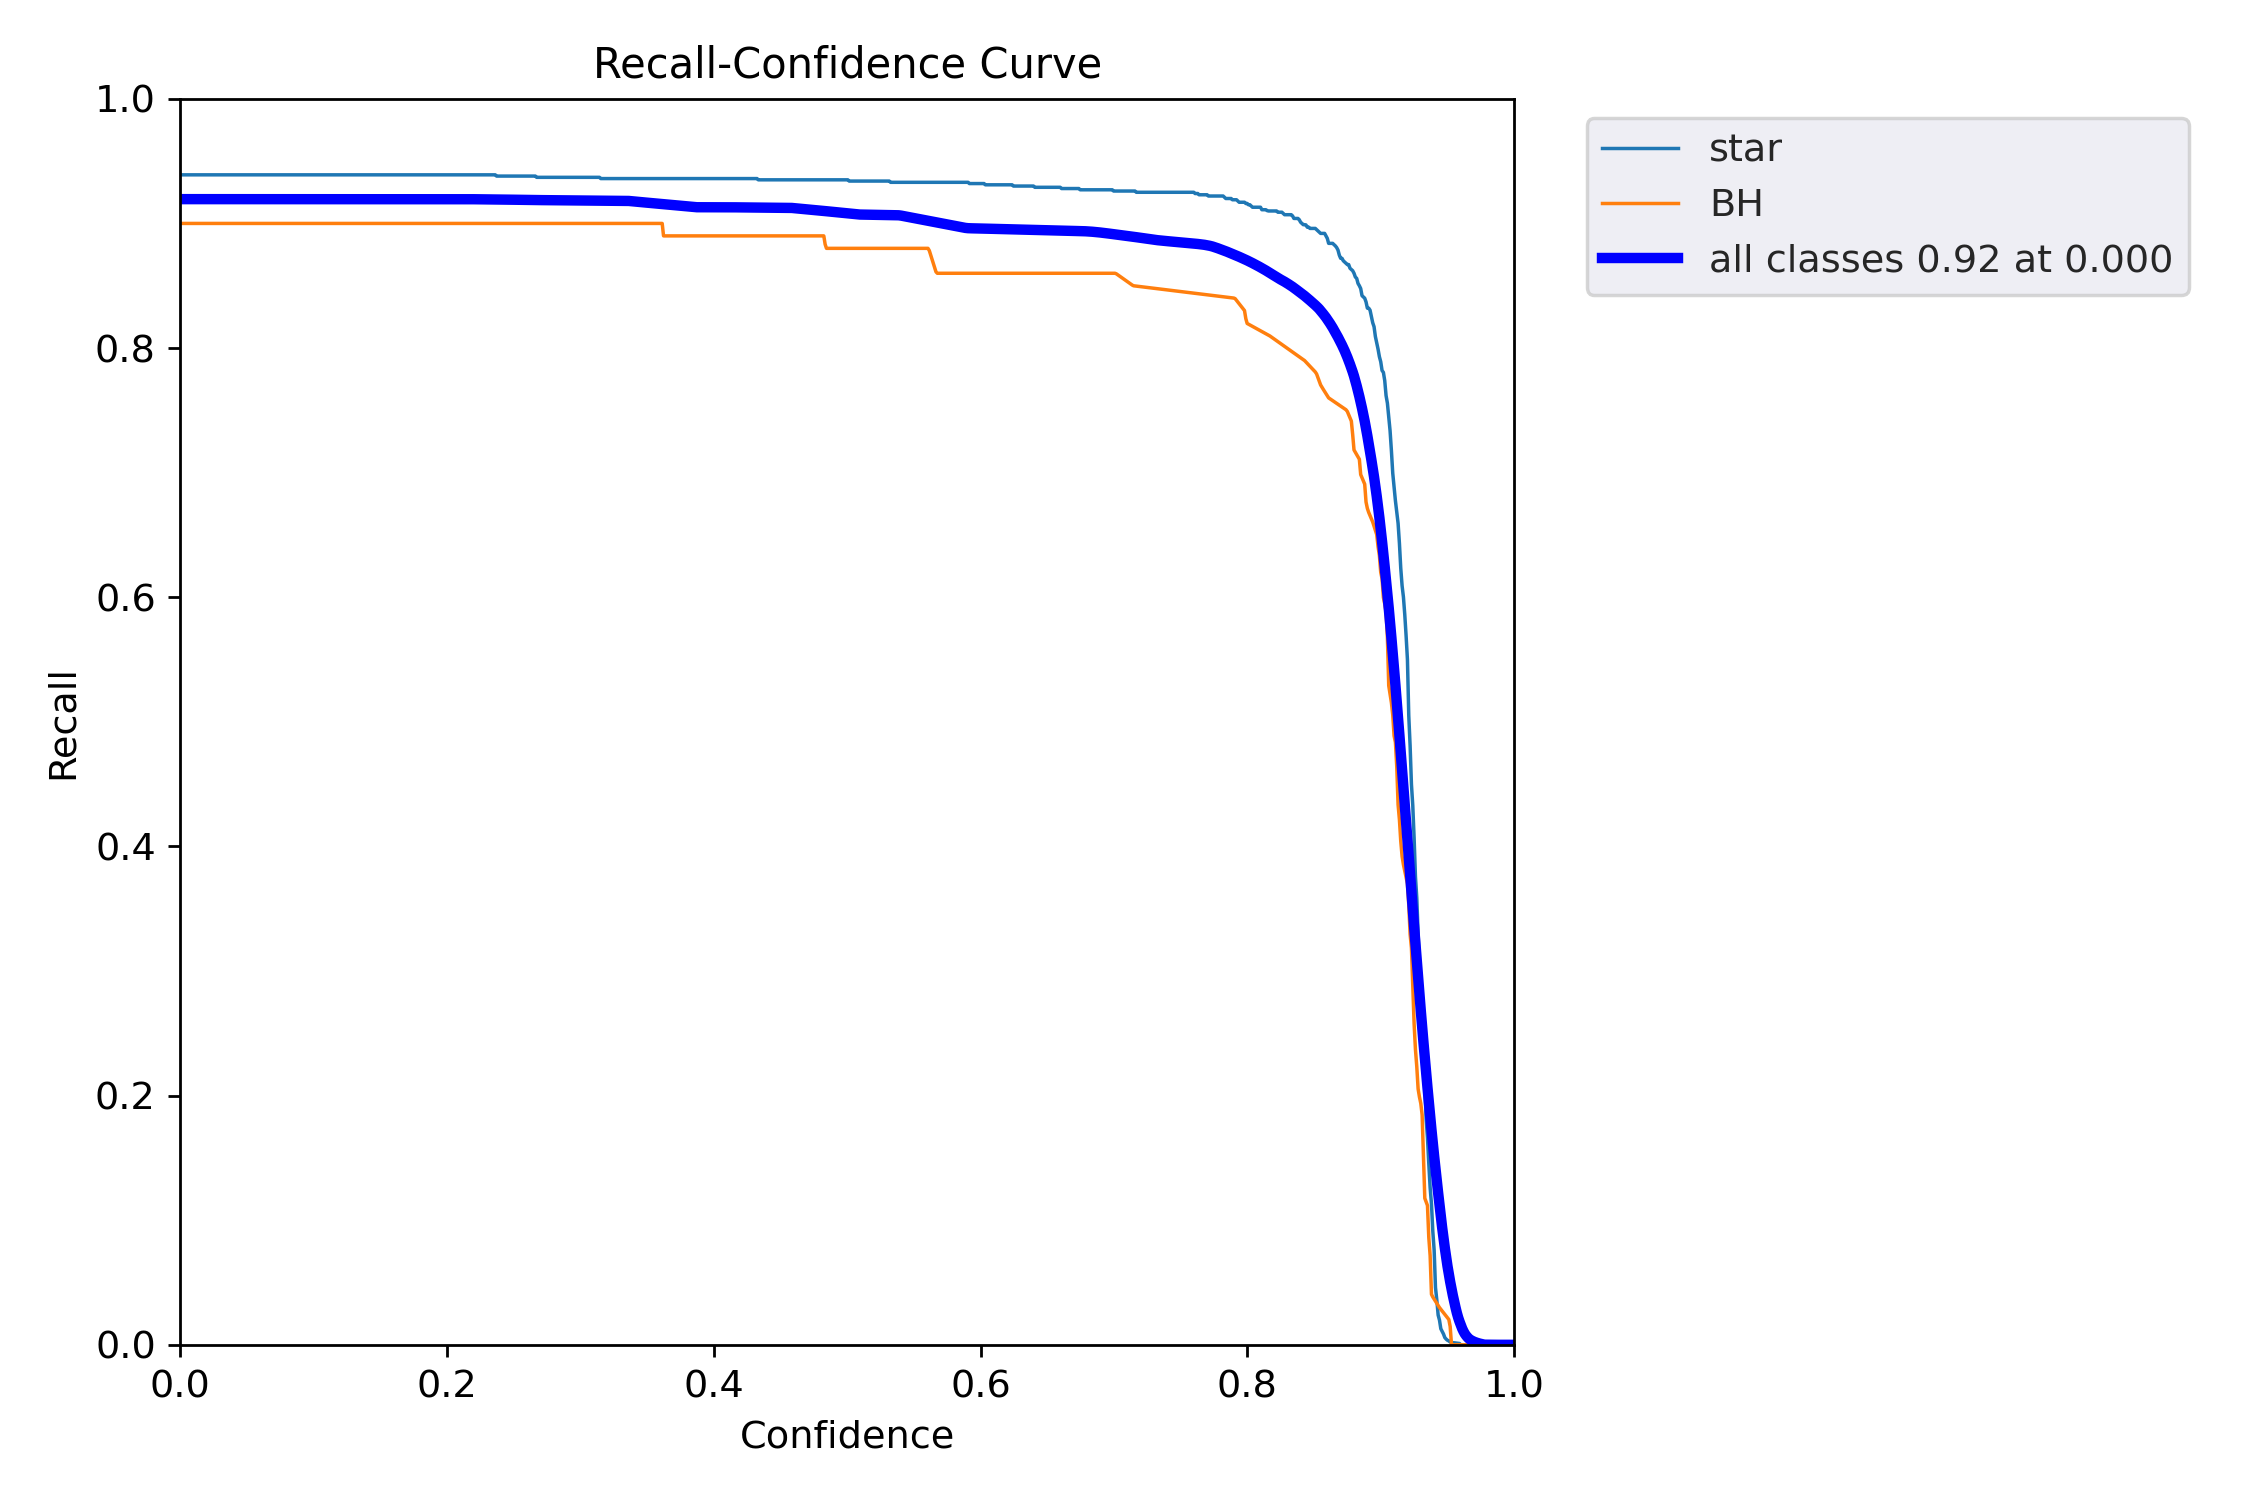 Recall-Confidence Curve
1.0
0.8
0.6
0.4
0.2
0.0
Recall
0.0 0.2 0.4 0.6 0.8 1.0
Confidence
star
BH
all classes 0.92 at 0.000